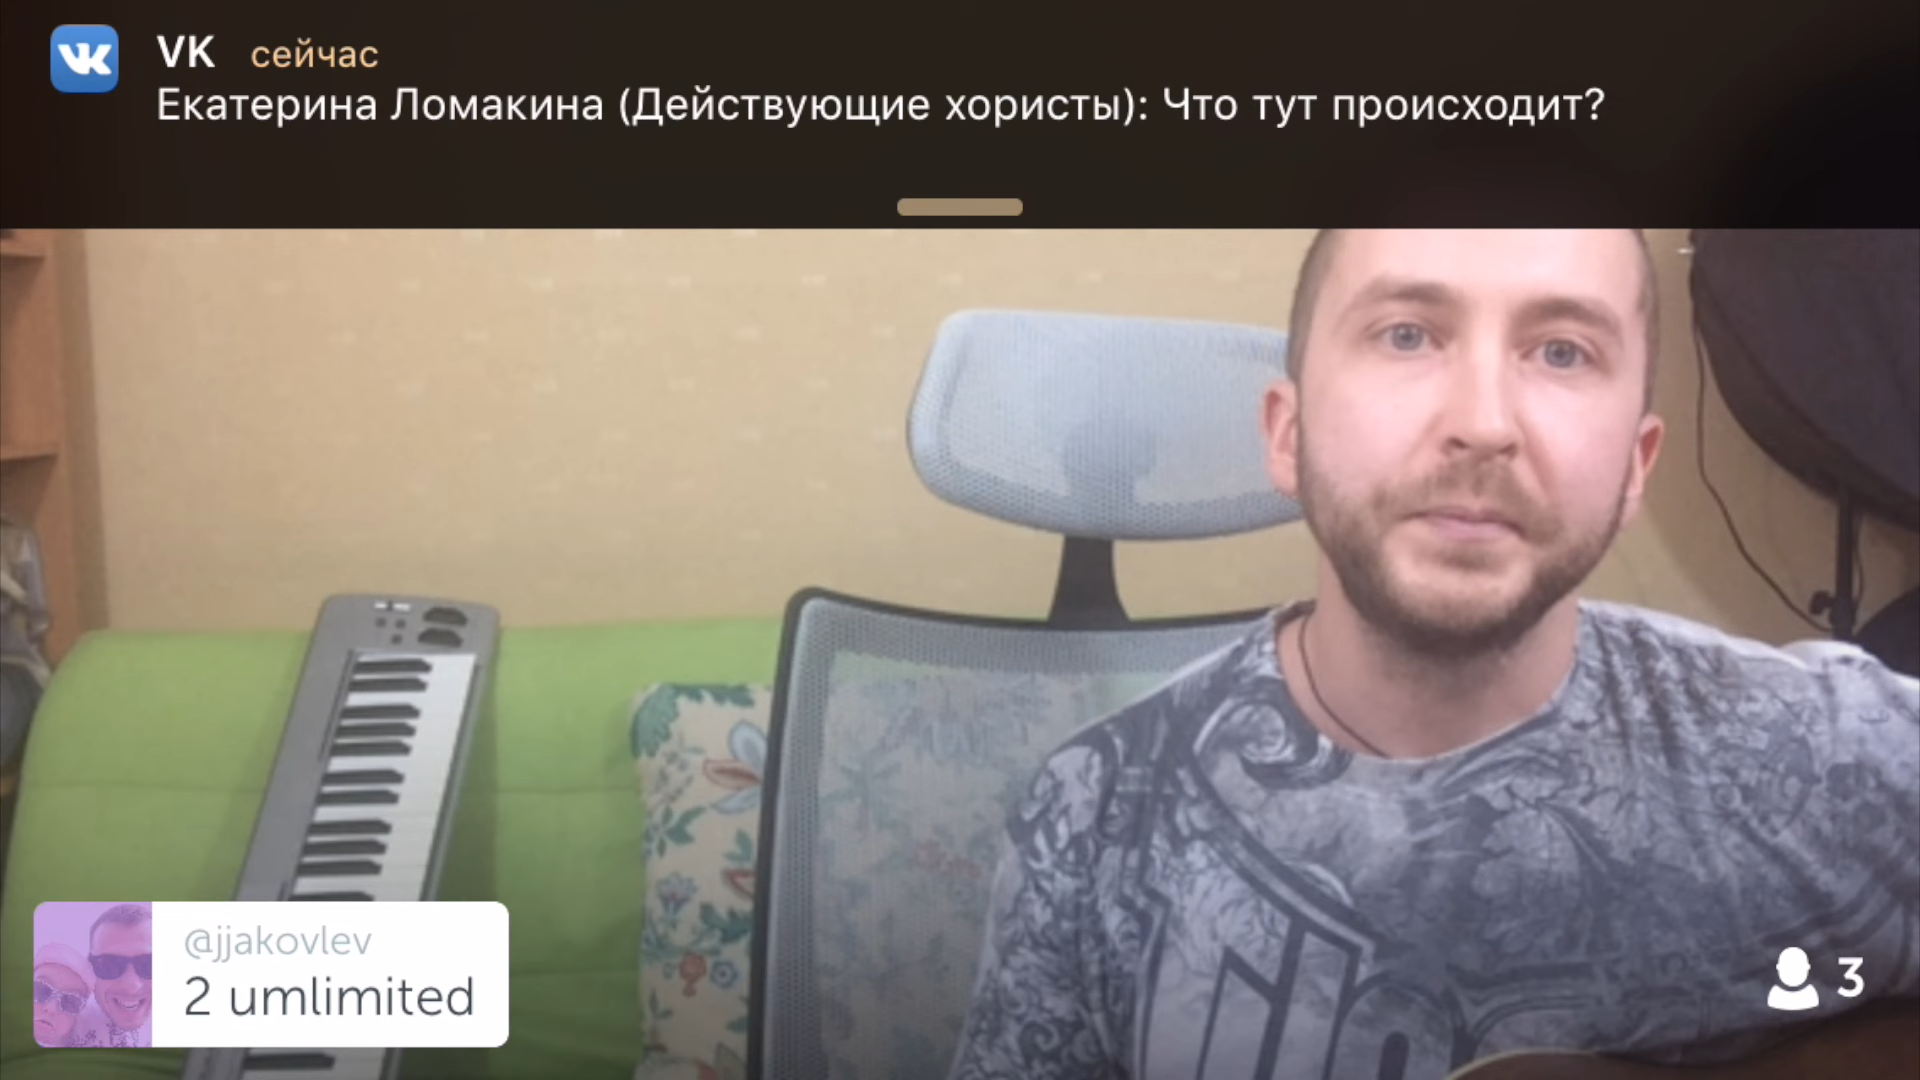 VK сейчас
Екатерина Ломакина (Действующие хористы): Что тут происходит?
@jjakovlev
2 umlimited
3